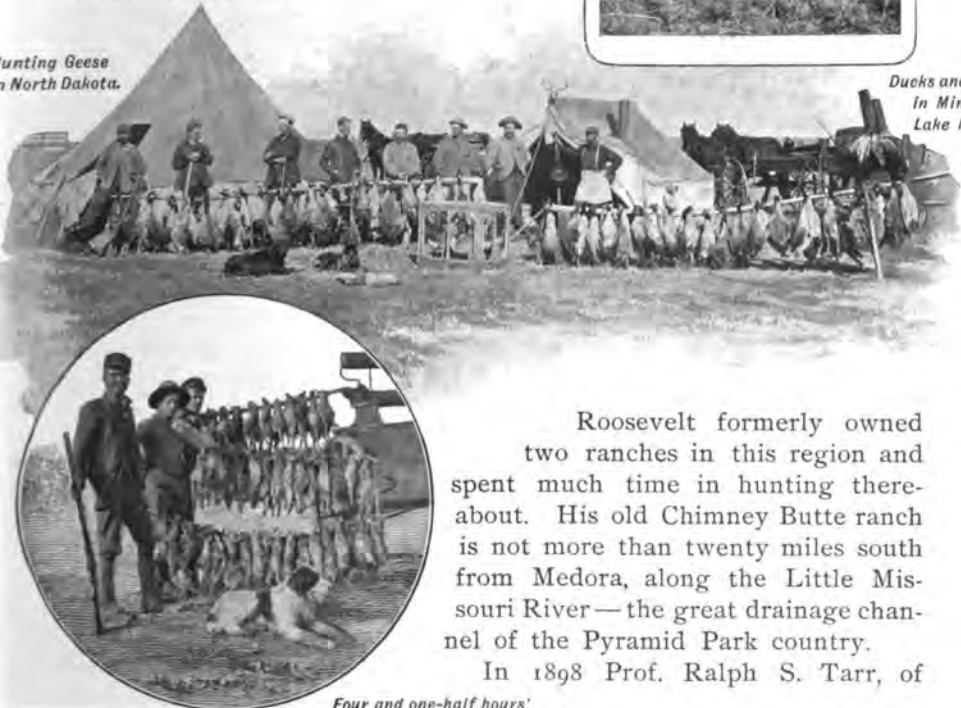 unting Geese
North Dakota.
Ducks and
in
Lake
Roosevelt formerly owned
two ranches in this region and
spent much time in hunting there-
about. His old Chimney Butte ranch
is not more than twenty miles south
from Medora, along the Little Mis-
souri River — the great drainage chan-
nel of the Pyramid Park country.
In 1898 Prof. Ralph S. Tarr, of
Four and one-half hours'